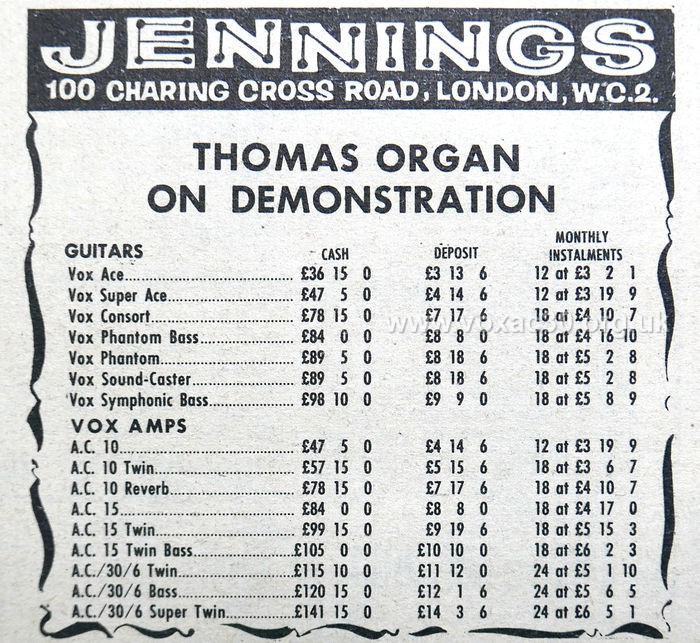 JENNINGS
100 CHARING CROSS ROAD, LONDON, W.C.2.
THOMAS ORGAN
ON DEMONSTRATION
GUITARS CASH DEPOSIT MONTHLY INSTALMENTS
Vox Ace £36 15 0 £3 13 6 12 at £3 2 1
Vox Super Ace £47 5 0 £4 14 6 12 at £3 19 9
Vox Consort £78 15 0 £7 17 6 18 at £4 10 7
Vox Phantom Bass £84 0 0 £8 8 0 18 at £4 16 10
Vox Phantom £89 5 0 £8 18 6 18 at £5 2 8
Vox Sound-Caster £89 5 0 £8 18 6 18 at £5 2 8
Vox Symphonic Bass £98 10 0 £9 9 0 18 at £5 8 9
VOX AMPS
A.C. 10 £47 5 0 £4 14 6 12 at £3 19 9
A.C. 10 Twin £57 15 0 £5 15 6 18 at £3 6 7
A.C. 10 Reverb £78 15 0 £7 17 6 18 at £4 10 7
A.C. 15 £84 0 0 £8 8 0 18 at £4 17 0
A.C. 15 Twin £99 15 0 £9 19 6 18 at £5 15 3
A.C. 15 Twin Bass £105 0 0 £10 10 0 18 at £6 2 3
A.C./30/6 Twin £115 10 0 £11 12 0 24 at £5 1 10
A.C./30/6 Bass £120 15 0 £12 1 6 24 at £5 6 5
A.C./30/6 Super Twin £141 15 0 £14 3 6 24 at £6 5 1
www.voxac30.org.uk